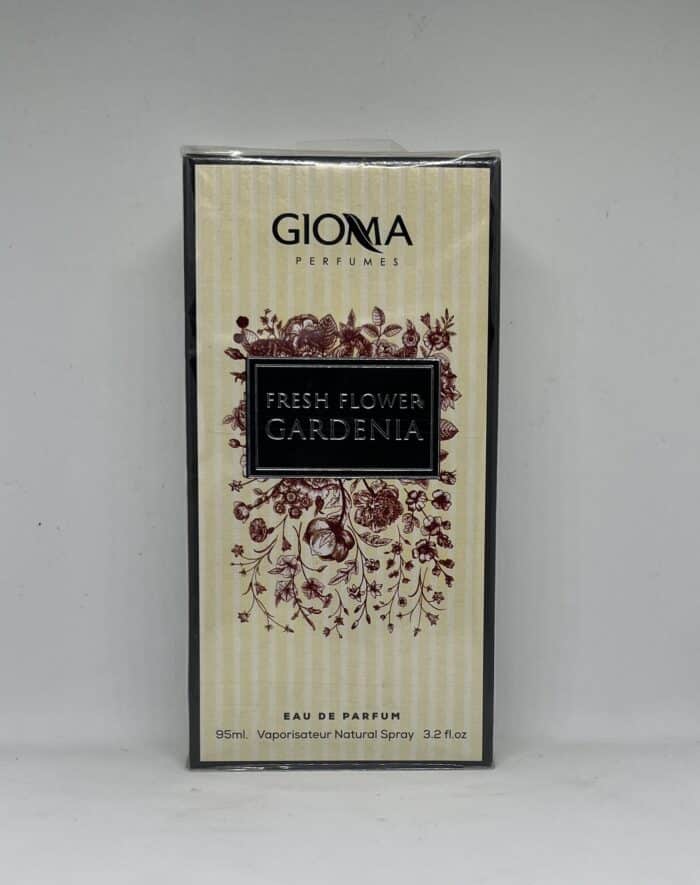 GIOMA
PERFUMES
FRESH FLOWER
GARDENIA
EAU DE PARFUM
95ml. Vaporisateur Natural Spray 3.2 fl.oz